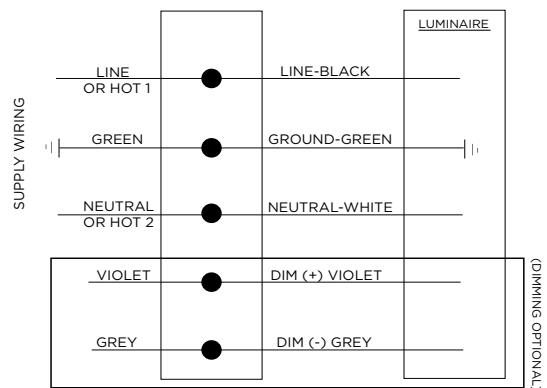 LUMINAIRE
LINE
OR HOT 1
LINE-BLACK
GREEN
GROUND-GREEN
SUPPLY WIRING
NEUTRAL
OR HOT 2
NEUTRAL-WHITE
VIOLET
DIM (+) VIOLET
GREY
DIM (-) GREY
(DIMMING OPTIONAL)